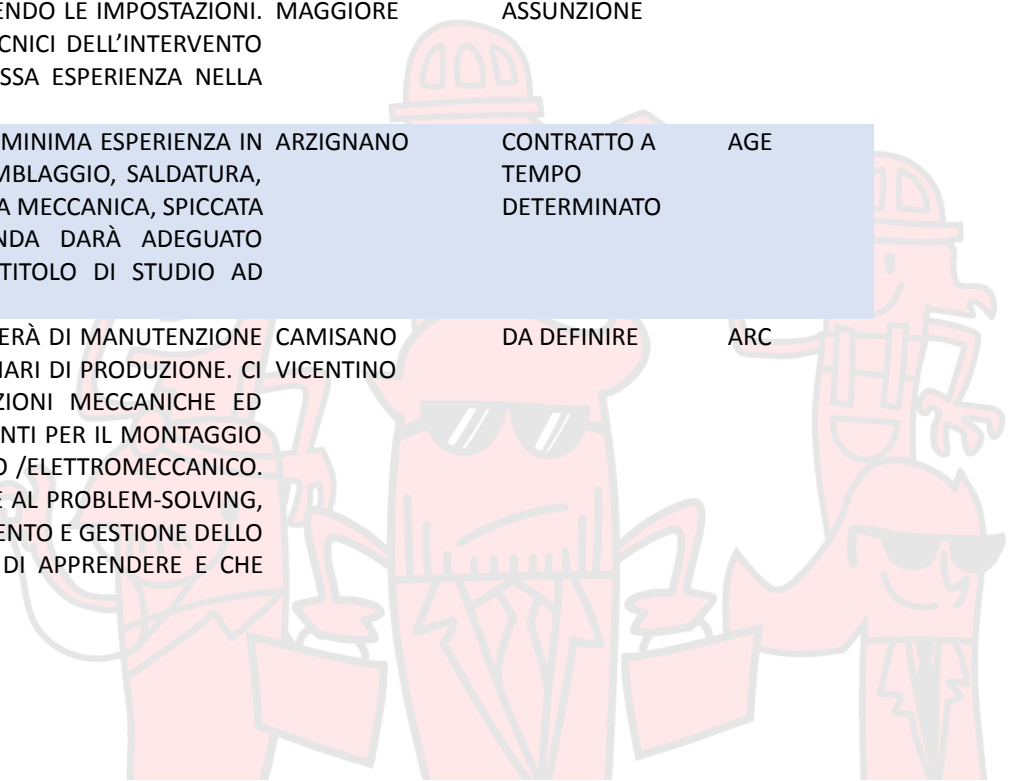 ENDO LE IMPOSTAZIONI. MAGGIORE ASSUNZIONE
CNICI DELL'INTERVENTO
SSA ESPERIENZA NELLA
MINIMA ESPERIENZA IN ARZIGNANO CONTRATTO A AGE
MBLAGGIO, SALDATURA, TEMPO
A MECCANICA, SPICCATA DETERMINATO
NDA DARÀ ADEGUATO
TITOLO DI STUDIO AD
ERÀ DI MANUTENZIONE CAMISANO DA DEFINIRE ARC
IARI DI PRODUZIONE. CI VICENTINO
ZIONI MECCANICHE ED
NTI PER IL MONTAGGIO
O /ELETTROMECCANICO.
E AL PROBLEM-SOLVING,
ENTO E GESTIONE DELLO
DI APPRENDERE E CHE